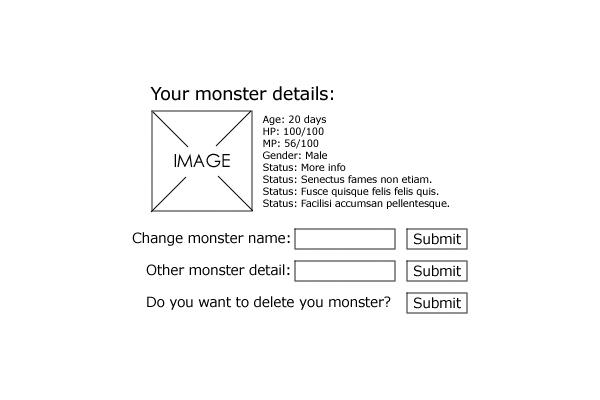 Your monster details:
IMAGE
Age: 20 days
HP: 100/100
MP: 56/100
Gender: Male
Status: More info
Status: Senectus fames non etiam.
Status: Fusce quisque felis felis quis.
Status: Facilisi accumsan pellentesque.
Change monster name: Submit
Other monster detail: Submit
Do you want to delete you monster? Submit